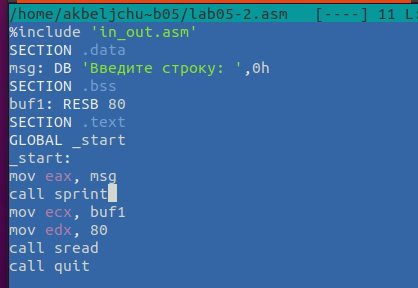 /home/akbeljchu~b05/lab05-2.asm   [----] 11 L:
%include 'in_out.asm'
SECTION .data
msg: DB 'Введите строку: ',0h
SECTION .bss
buf1: RESB 80
SECTION .text
GLOBAL _start
_start:
mov eax, msg
call sprint
mov ecx, buf1
mov edx, 80
call sread
call quit